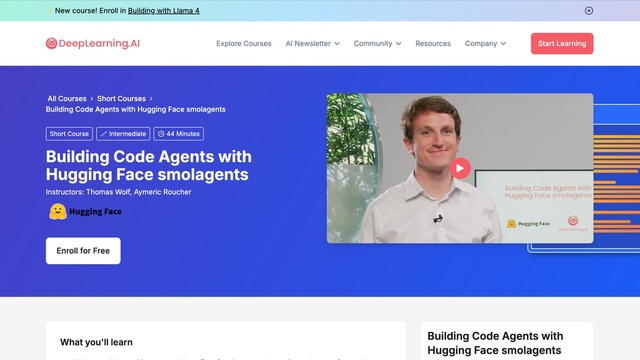 New course! Enroll in Building with Llama 4
DeepLearning.AI
Explore Courses
AI Newsletter
Community
Resources
Company
Start Learning
All Courses › Short Courses ›
Building Code Agents with Hugging Face smolagents
Short Course
Intermediate
44 Minutes
Building Code Agents with
Hugging Face smolagents
Instructors: Thomas Wolf, Aymeric Roucher
Hugging Face
Enroll for Free
Building Code Agents with
Hugging Face smolagents
Hugging Face
DeepLearning.AI
What you'll learn
Building Code Agents with
Hugging Face smolagents